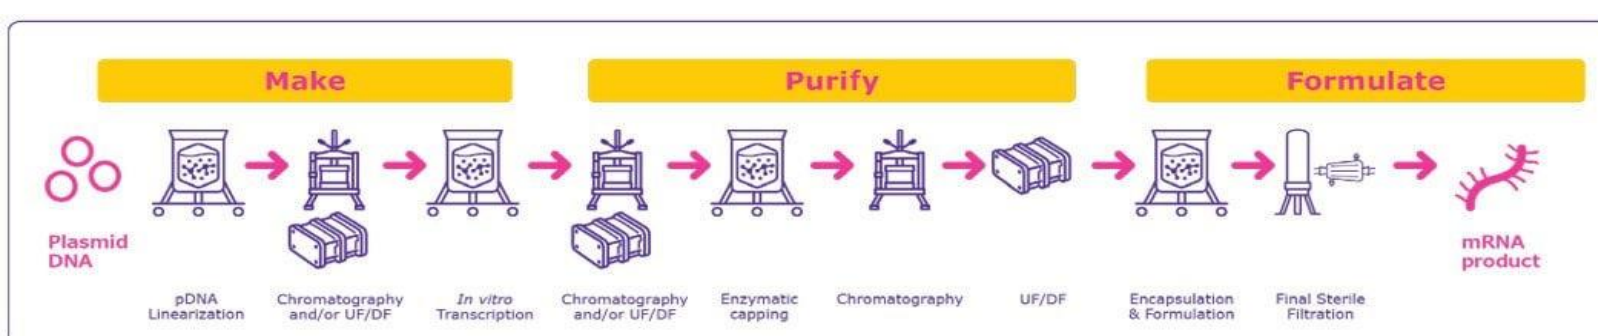 Make
Purify
Formulate
Plasmid
DNA
mRNA
product
pDNA
Linearization
Chromatography
and/or UF/DF
In vitro
Transcription
Chromatography
and/or UF/DF
Enzymatic
capping
Chromatography
UF/DF
Encapsulation
& Formulation
Final Sterile
Filtration